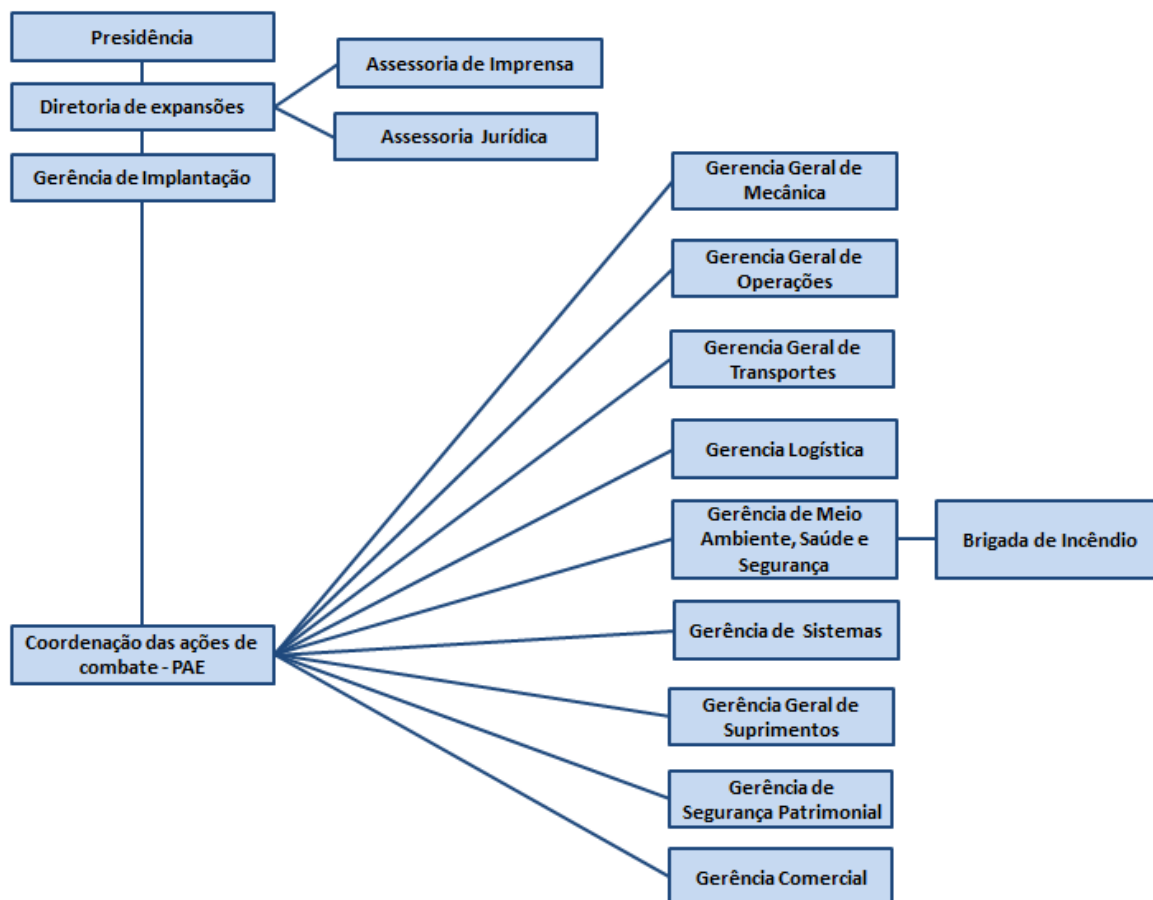 Presidência
Assessoria de Imprensa
Diretoria de expansões
Assessoria Jurídica
Gerência de Implantação
Gerencia Geral de
Mecânica
Gerencia Geral de
Operações
Gerencia Geral de
Transportes
Gerencia Logística
Gerência de Meio
Ambiente, Saúde e
Segurança
Brigada de Incêndio
Coordenação das ações de
combate - PAE
Gerência de Sistemas
Gerência Geral de
Suprimentos
Gerência de
Segurança Patrimonial
Gerência Comercial